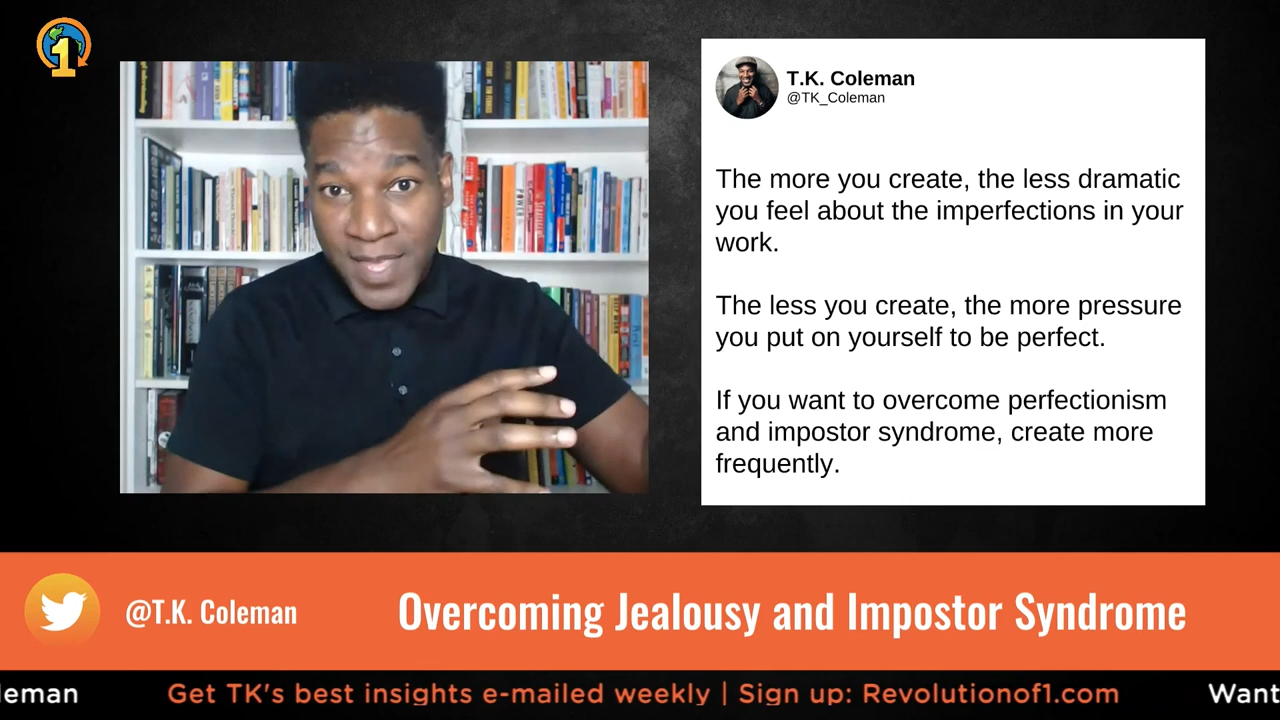 1
T.K. Coleman
@TK_Coleman
The more you create, the less dramatic
you feel about the imperfections in your
work.
The less you create, the more pressure
you put on yourself to be perfect.
If you want to overcome perfectionism
and impostor syndrome, create more
frequently.
@T.K. Coleman
Overcoming Jealousy and Impostor Syndrome
leman
Get TK's best insights e-mailed weekly | Sign up: Revolutionof1.com
Want